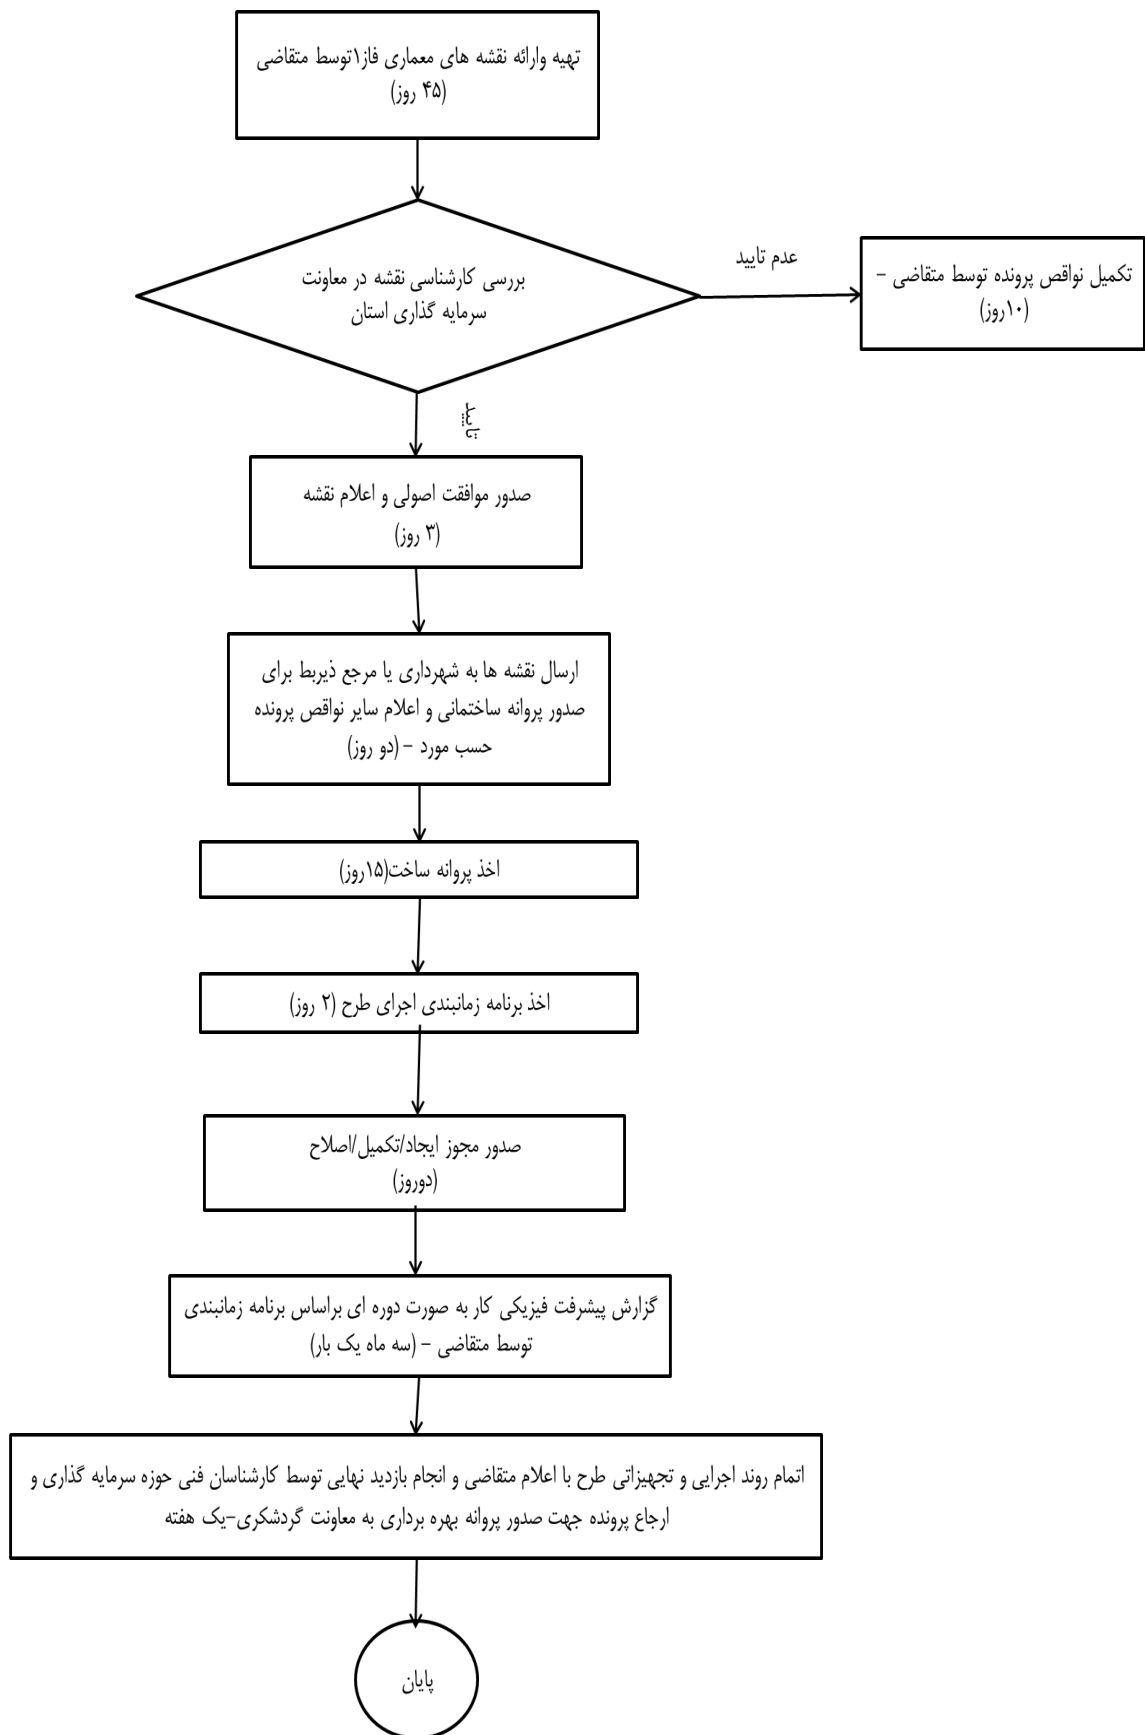 تهیه وارائه نقشه های معماری فاز۱توسط متقاضی
(۴۵ روز)
بررسی کارشناسی نقشه در معاونت
سرمایه گذاری استان
عدم تایید
تکمیل نواقص پرونده توسط متقاضی –
(۱۰روز)
تایید
صدور موافقت اصولی و اعلام نقشه
(۳ روز)
ارسال نقشه ها به شهرداری یا مرجع ذیربط برای
صدور پروانه ساختمانی و اعلام سایر نواقص پرونده
حسب مورد – (دو روز)
اخذ پروانه ساخت(۱۵روز)
اخذ برنامه زمانبندی اجرای طرح (۲ روز)
صدور مجوز ایجاد/تکمیل/اصلاح
(دوروز)
گزارش پیشرفت فیزیکی کار به صورت دوره ای براساس برنامه زمانبندی
توسط متقاضی – (سه ماه یک بار)
اتمام روند اجرایی و تجهیزاتی طرح با اعلام متقاضی و انجام بازدید نهایی توسط کارشناسان فنی حوزه سرمایه گذاری و
ارجاع پرونده جهت صدور پروانه بهره برداری به معاونت گردشکری–یک هفته
پایان